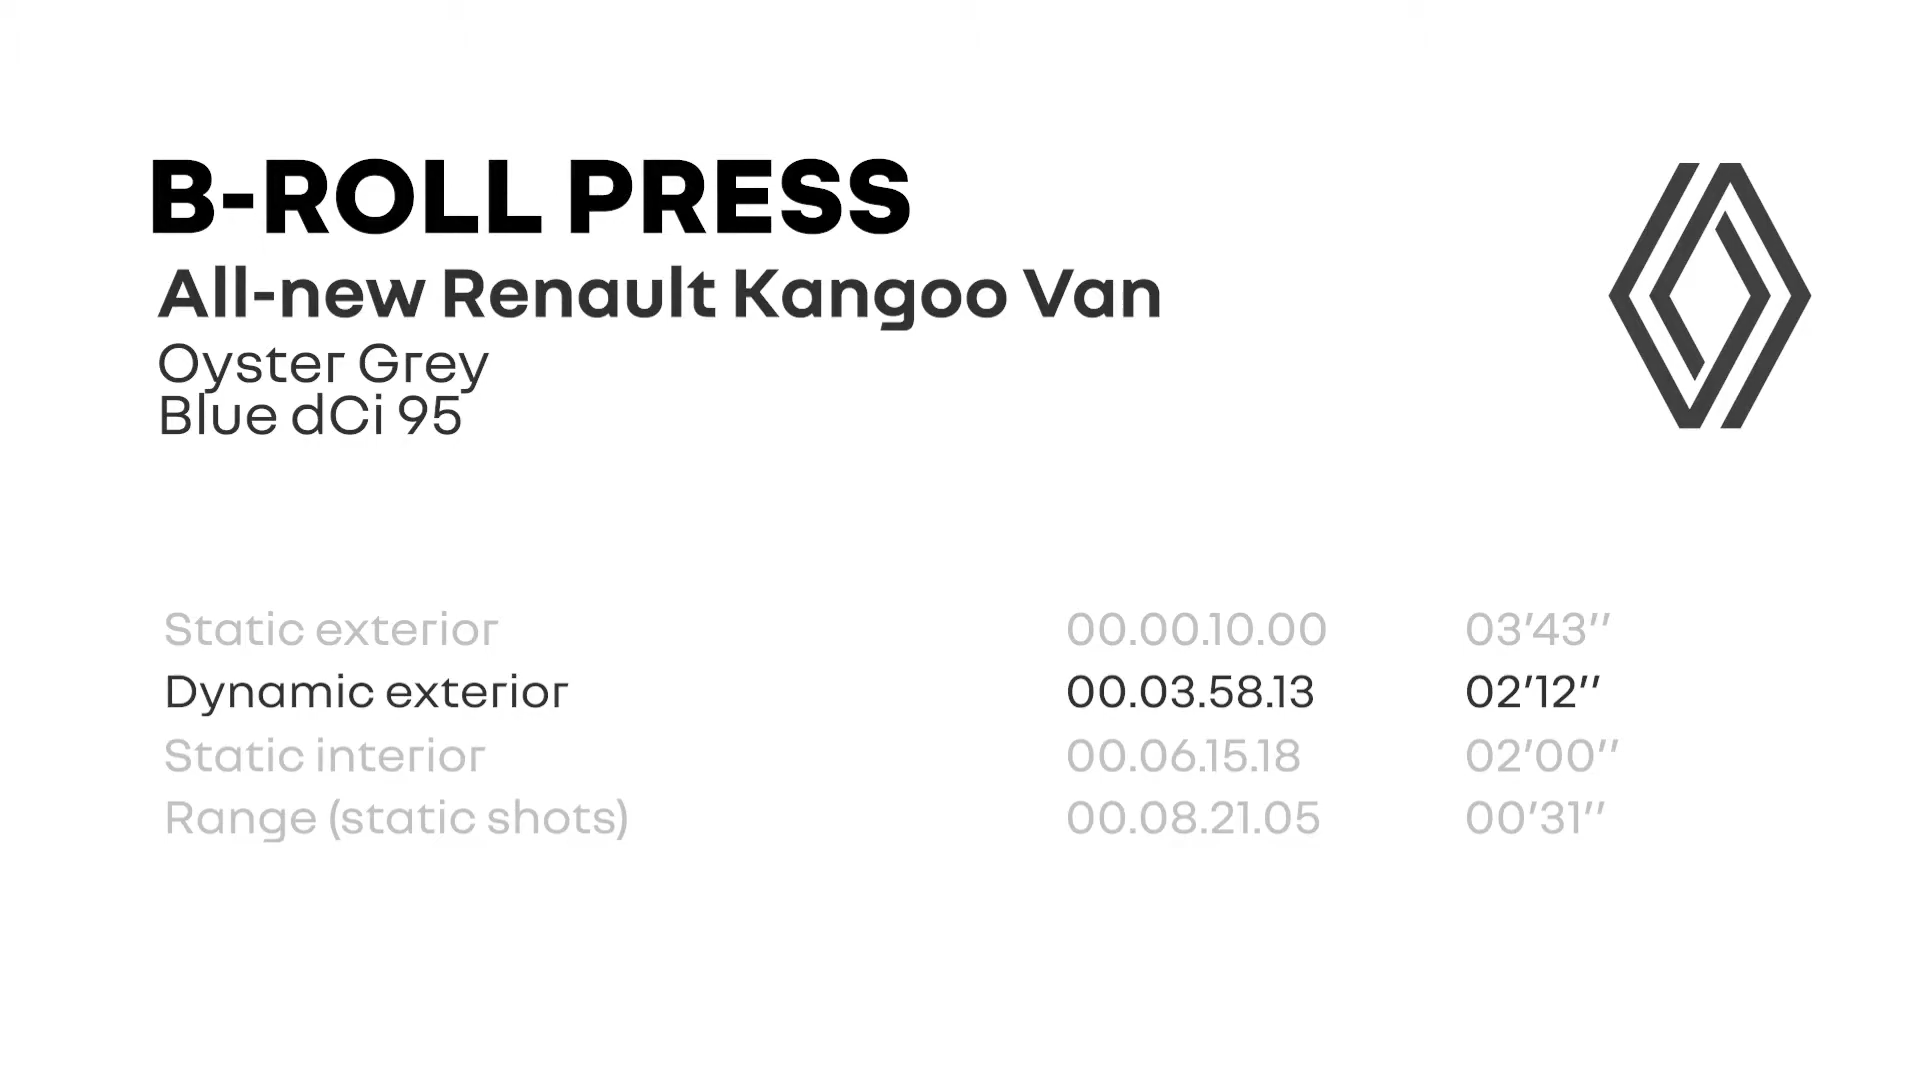 B-ROLL PRESS
All-new Renault Kangoo Van
Oyster Grey
Blue dCi 95
Static exterior 00.00.10.00 03’43’’
Dynamic exterior 00.03.58.13 02’12’’
Static interior 00.06.15.18 02’00’’
Range (static shots) 00.08.21.05 00’31’’